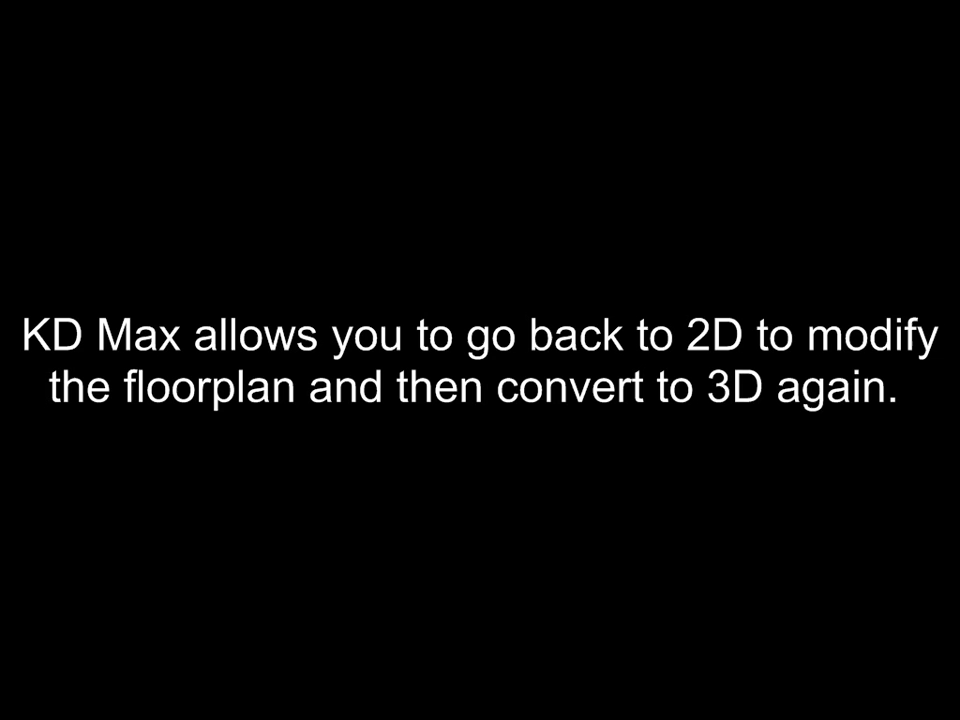 KD Max allows you to go back to 2D to modify
the floorplan and then convert to 3D again.